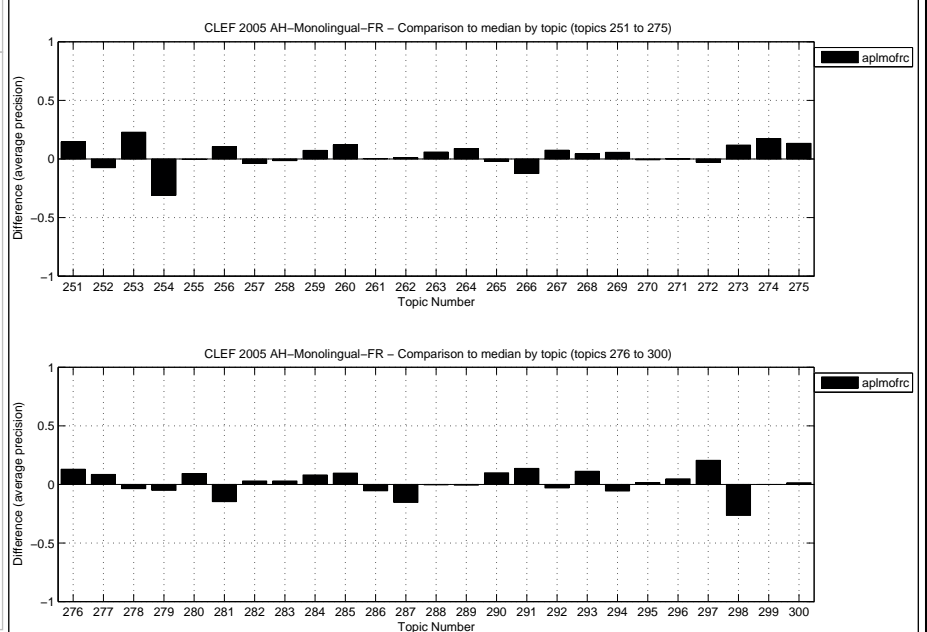 CLEF 2005 AH−Monolingual−FR − Comparison to median by topic (topics 251 to 275)
1
0.5
0
−0.5
−1
Difference (average precision)
251 252 253 254 255 256 257 258 259 260 261 262 263 264 265 266 267 268 269 270 271 272 273 274 275
Topic Number
aplmofrc
CLEF 2005 AH−Monolingual−FR − Comparison to median by topic (topics 276 to 300)
1
0.5
0
−0.5
−1
Difference (average precision)
276 277 278 279 280 281 282 283 284 285 286 287 288 289 290 291 292 293 294 295 296 297 298 299 300
Topic Number
aplmofrc